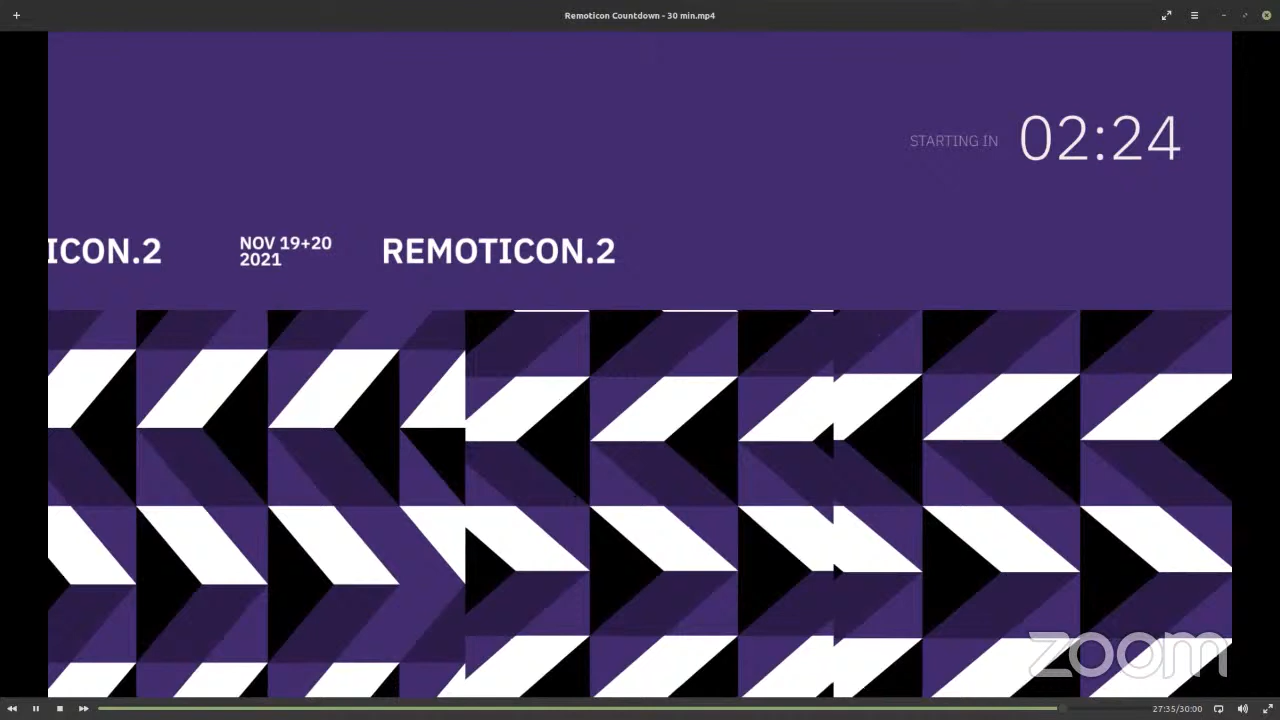 Remoticon Countdown - 30 min.mp4
STARTING IN 02:24
ICON.2
NOV 19+20
2021
REMOTICON.2
zoom
27:35/30:00